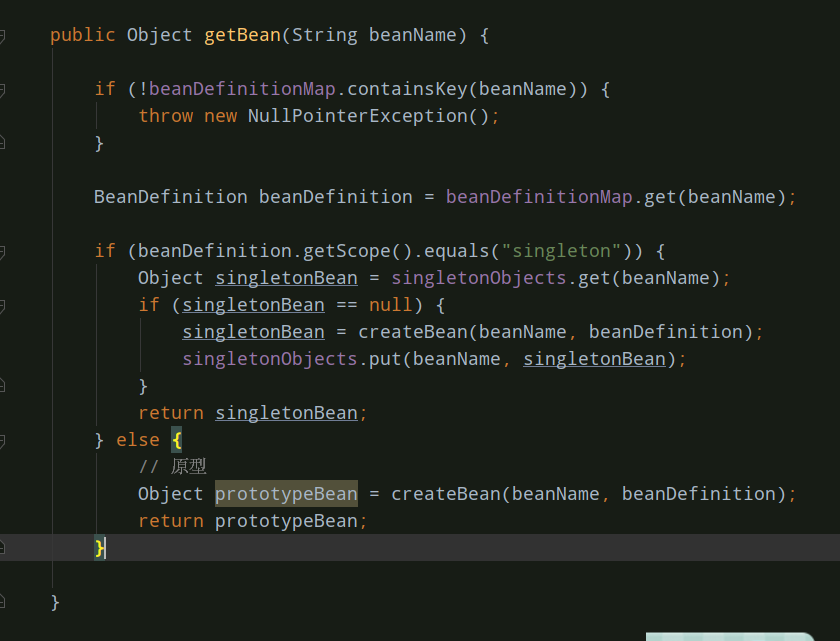 public Object getBean(String beanName) {
if (!beanDefinitionMap.containsKey(beanName)) {
throw new NullPointerException();
}
BeanDefinition beanDefinition = beanDefinitionMap.get(beanName);
if (beanDefinition.getScope().equals("singleton")) {
Object singletonBean = singletonObjects.get(beanName);
if (singletonBean == null) {
singletonBean = createBean(beanName, beanDefinition);
singletonObjects.put(beanName, singletonBean);
}
return singletonBean;
} else {
// 原型
Object prototypeBean = createBean(beanName, beanDefinition);
return prototypeBean;
}
}